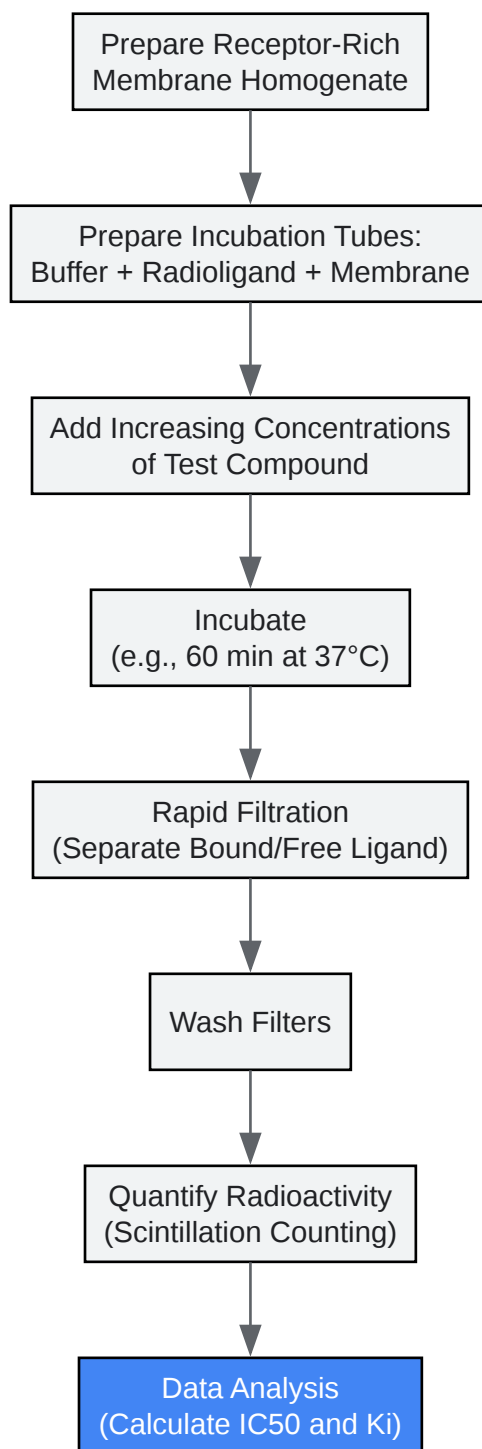 Prepare Receptor-Rich
Membrane Homogenate
Prepare Incubation Tubes:
Buffer + Radioligand + Membrane
Add Increasing Concentrations
of Test Compound
Incubate
(e.g., 60 min at 37°C)
Rapid Filtration
(Separate Bound/Free Ligand)
Wash Filters
Quantify Radioactivity
(Scintillation Counting)
Data Analysis
(Calculate IC50 and Ki)